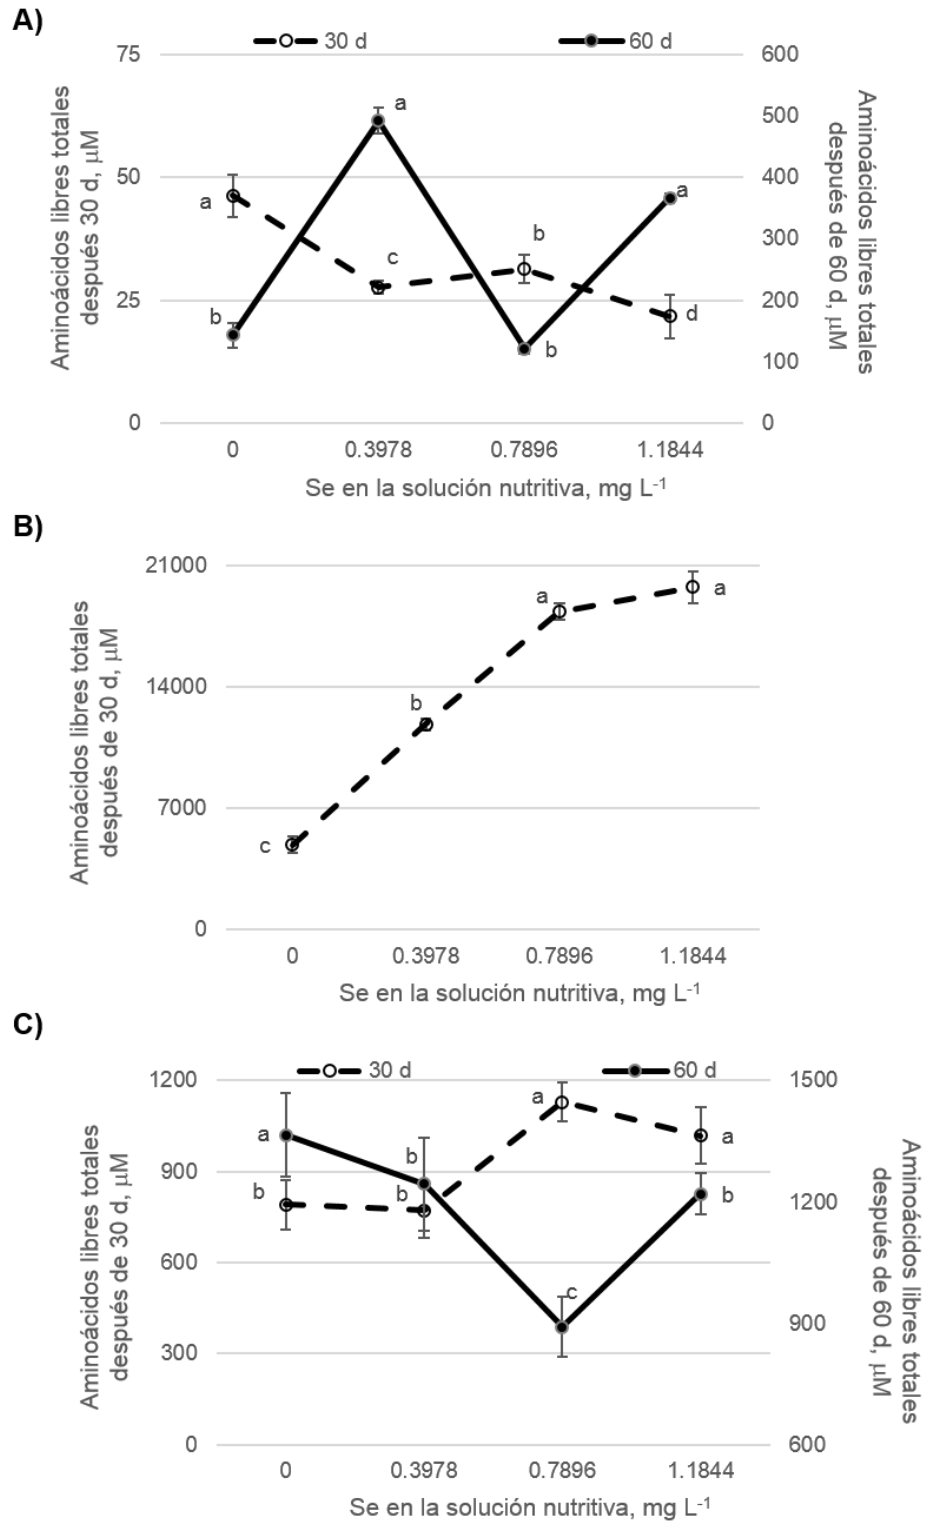 A)
30 d
60 d
75
50
25
0
600
500
400
300
200
100
0
Aminoácidos libres totales
después 30 d, μM
Aminoácidos libres totales
después de 60 d, μM
a
a
c
b
b
b
a
d
0
0.3978
0.7896
1.1844
Se en la solución nutritiva, mg L-1
B)
21000
14000
7000
0
Aminoácidos libres totales
después de 30 d, μM
c
b
a
a
0
0.3978
0.7896
1.1844
Se en la solución nutritiva, mg L-1
C)
30 d
60 d
1200
900
600
300
0
1500
1200
900
600
Aminoácidos libres totales
después de 30 d, μM
Aminoácidos libres totales
después de 60 d, μM
a
b
b
b
a
c
a
b
0
0.3978
0.7896
1.1844
Se en la solución nutritiva, mg L-1